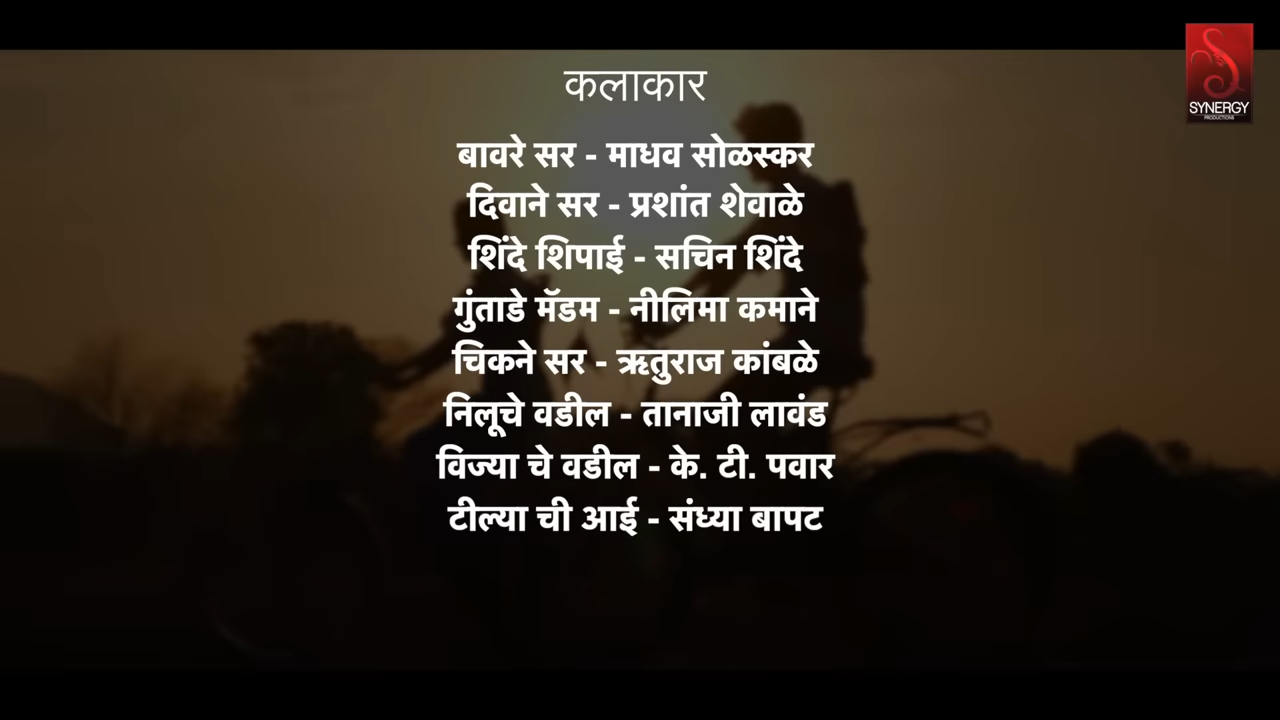 कलाकार
बावरे सर - माधव सोळस्कर
दिवाने सर - प्रशांत शेवाळे
शिंदे शिपाई - सचिन शिंदे
गुंताडे मॅडम - नीलिमा कमाने
चिकने सर - ऋतुराज कांबळे
निलूचे वडील - तानाजी लावंड
विज्या चे वडील - के. टी. पवार
टील्या ची आई - संध्या बापट
SYNERGY
PRODUCTIONS